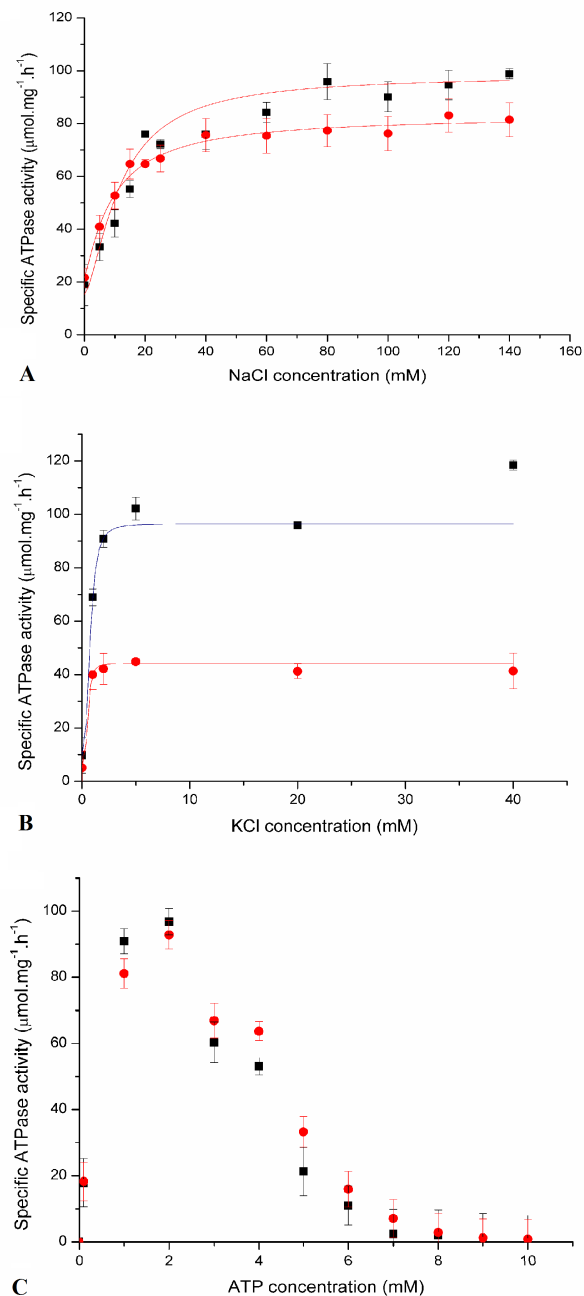 120
100
80
60
40
20
0
Specific ATPase activity (μmol.mg⁻¹.h⁻¹)
0 20 40 60 80 100 120 140 160
NaCl concentration (mM)
A
120
100
80
60
40
20
0
Specific ATPase activity (μmol.mg⁻¹.h⁻¹)
0 10 20 30 40
KCl concentration (mM)
B
100
80
60
40
20
0
Specific ATPase activity (μmol.mg⁻¹.h⁻¹)
0 2 4 6 8 10
ATP concentration (mM)
C